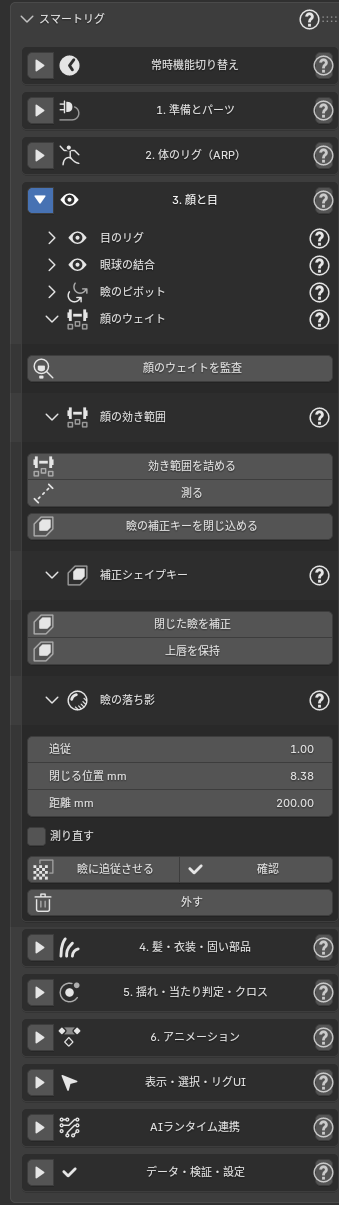 スマートリグ
常時機能切り替え
1. 準備とパーツ
2. 体のリグ（ARP）
3. 顔と目
目のリグ
眼球の結合
瞼のピボット
顔のウェイト
顔のウェイトを監査
顔の効き範囲
効き範囲を詰める
測る
瞼の補正キーを閉じ込める
補正シェイプキー
閉じた瞼を補正
上唇を保持
瞼の落ち影
追従 1.00
閉じる位置 mm 8.38
距離 mm 200.00
測り直す
瞼に追従させる 確認
外す
4. 髪・衣装・固い部品
5. 揺れ・当たり判定・クロス
6. アニメーション
表示・選択・リグUI
AIランタイム連携
データ・検証・設定